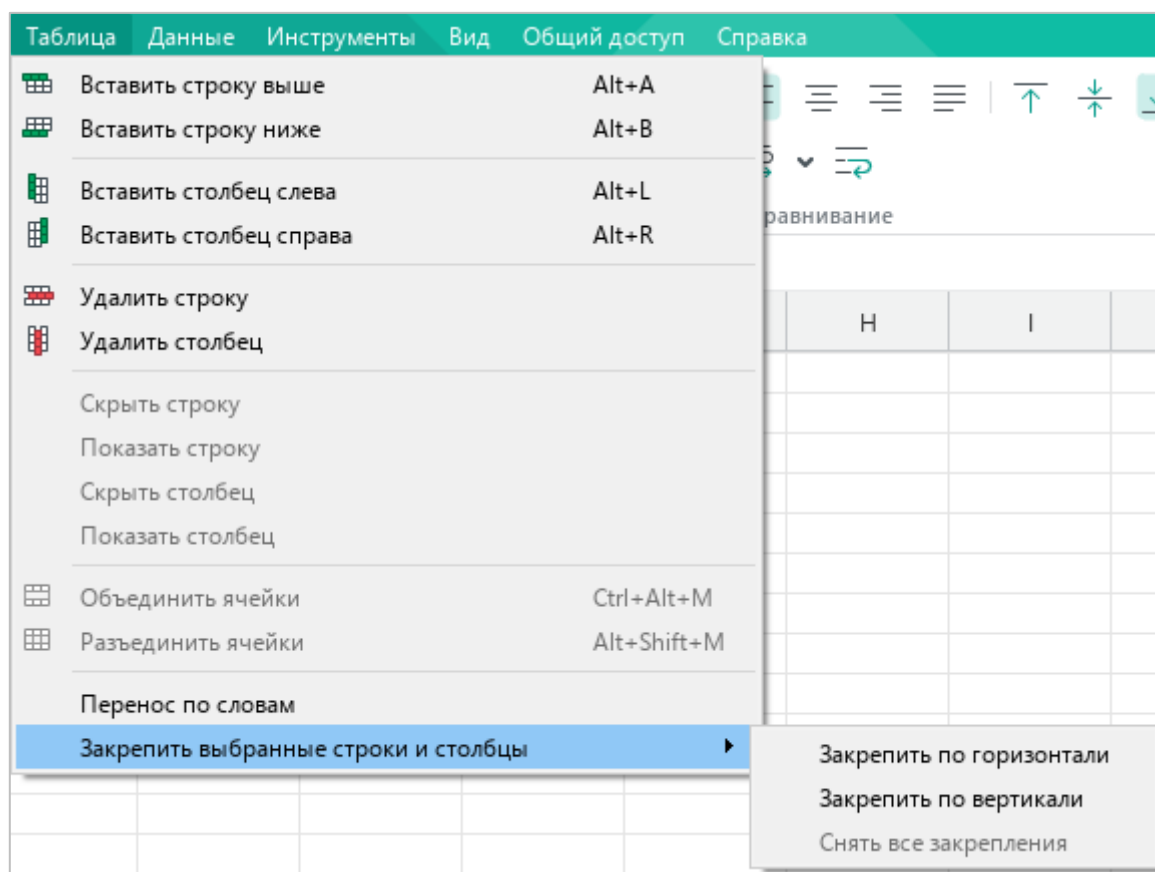 Таблица Данные Инструменты Вид Общий доступ Справка
Вставить строку выше Alt+A
Вставить строку ниже Alt+B
Вставить столбец слева Alt+L
Вставить столбец справа Alt+R
равнивание
Удалить строку
Удалить столбец
H I
Скрыть строку
Показать строку
Скрыть столбец
Показать столбец
Объединить ячейки Ctrl+Alt+M
Разъединить ячейки Alt+Shift+M
Перенос по словам
Закрепить выбранные строки и столбцы
Закрепить по горизонтали
Закрепить по вертикали
Снять все закрепления